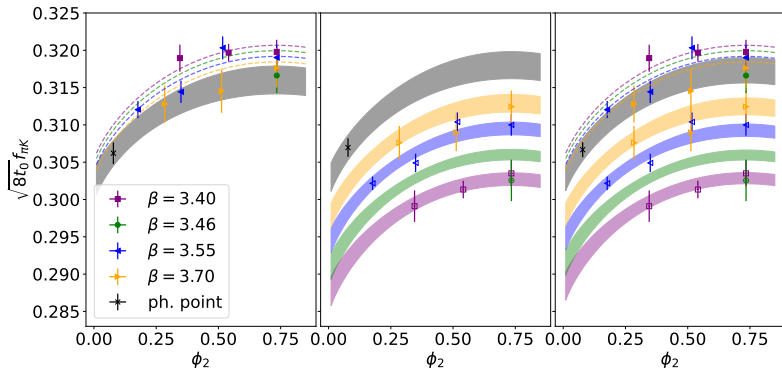 0.320
0.315
0.310
0.305
0.300
0.295
0.290
0.285
√8t₀ f_πK
β = 3.40
β = 3.46
β = 3.55
β = 3.70
ph. point
0.00 0.25 0.50 0.75 0.00 0.25 0.50 0.75 0.00 0.25 0.50 0.75
ϕ₂ ϕ₂ ϕ₂